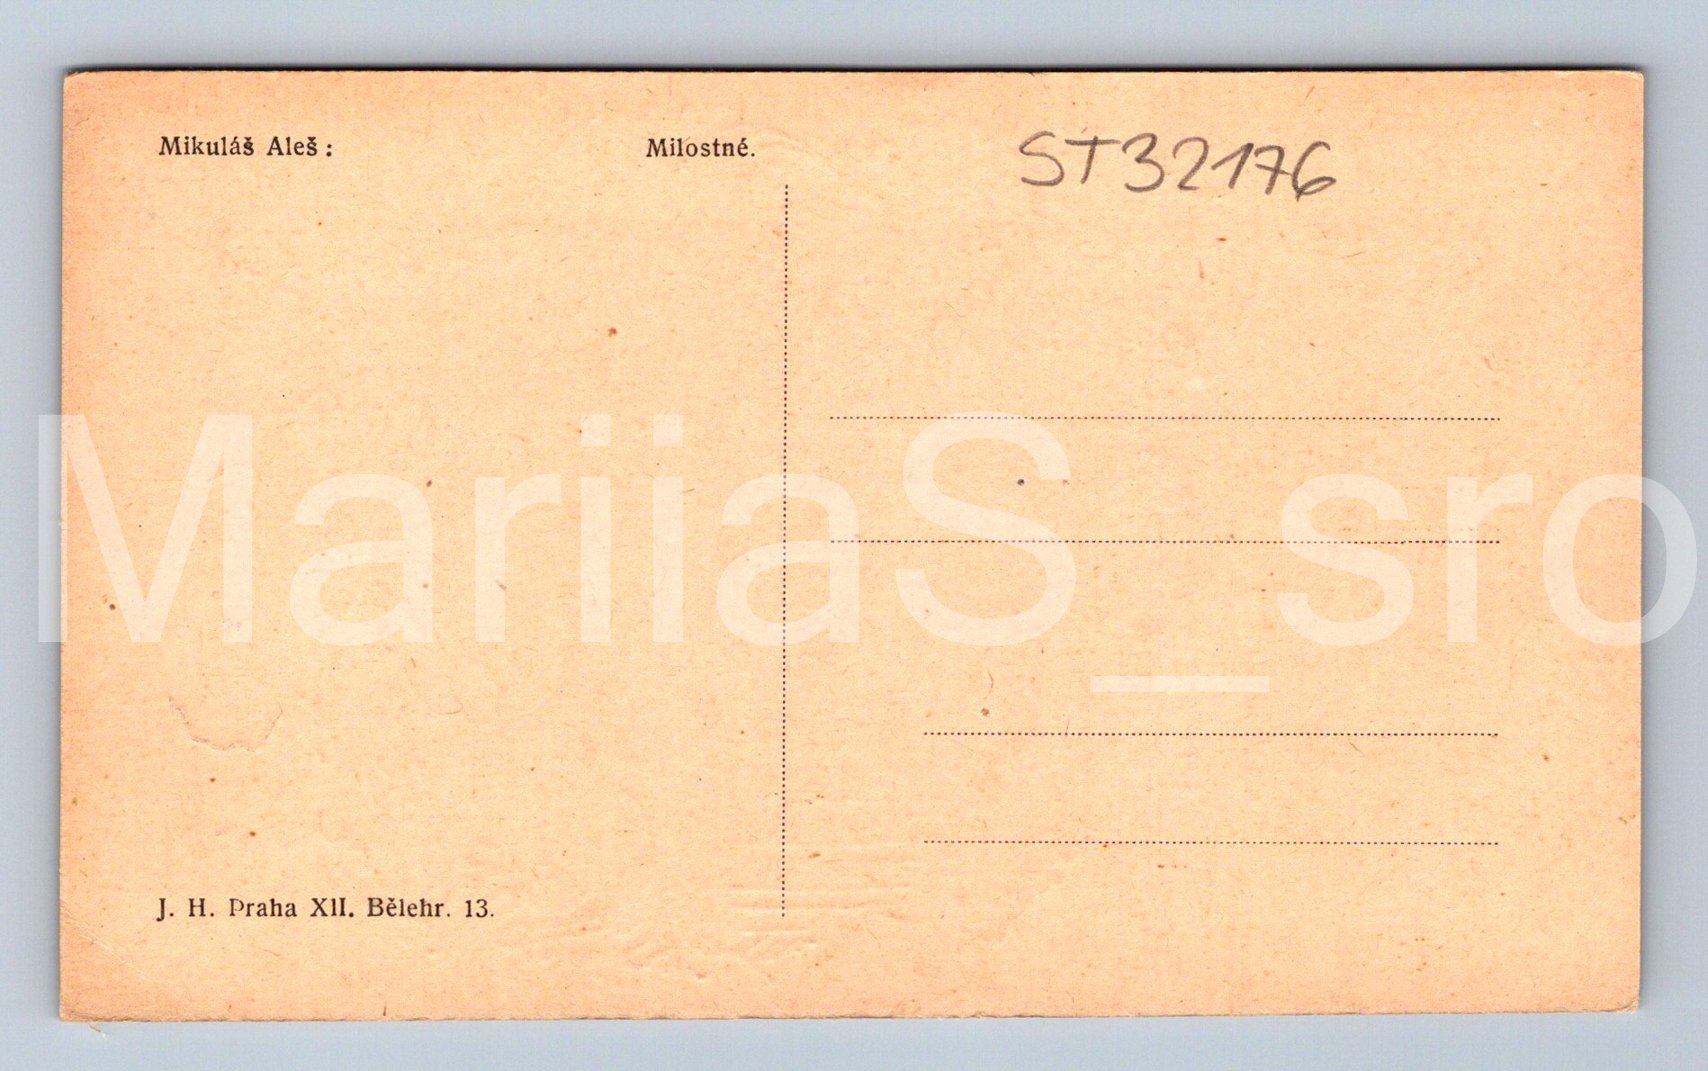 Mikuláš Aleš:
Milostné.
ST32176
MariiaS_sro
J. H. Praha XII. Bělehr. 13.